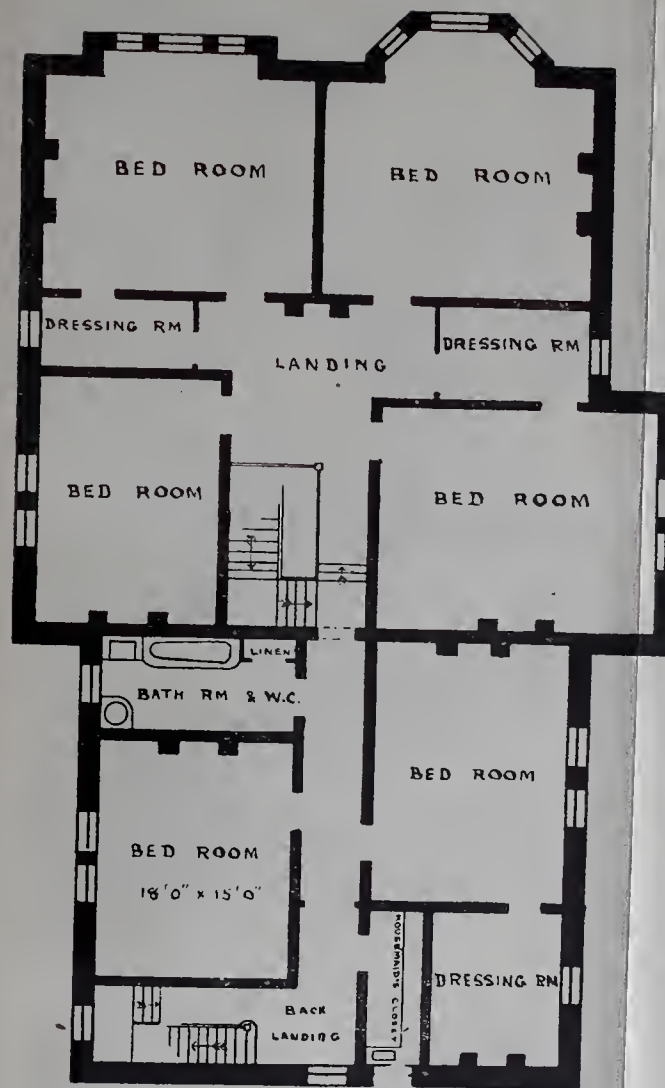 BED ROOM
BED ROOM
DRESSING RM
DRESSING RM
LANDING
BED ROOM
BED ROOM
LINEN
BATH RM & W.C.
BED ROOM
BED ROOM
18'0" x 15'0"
HOUSEMAID'S CLOSET
DRESSING RM
BACK
LANDING